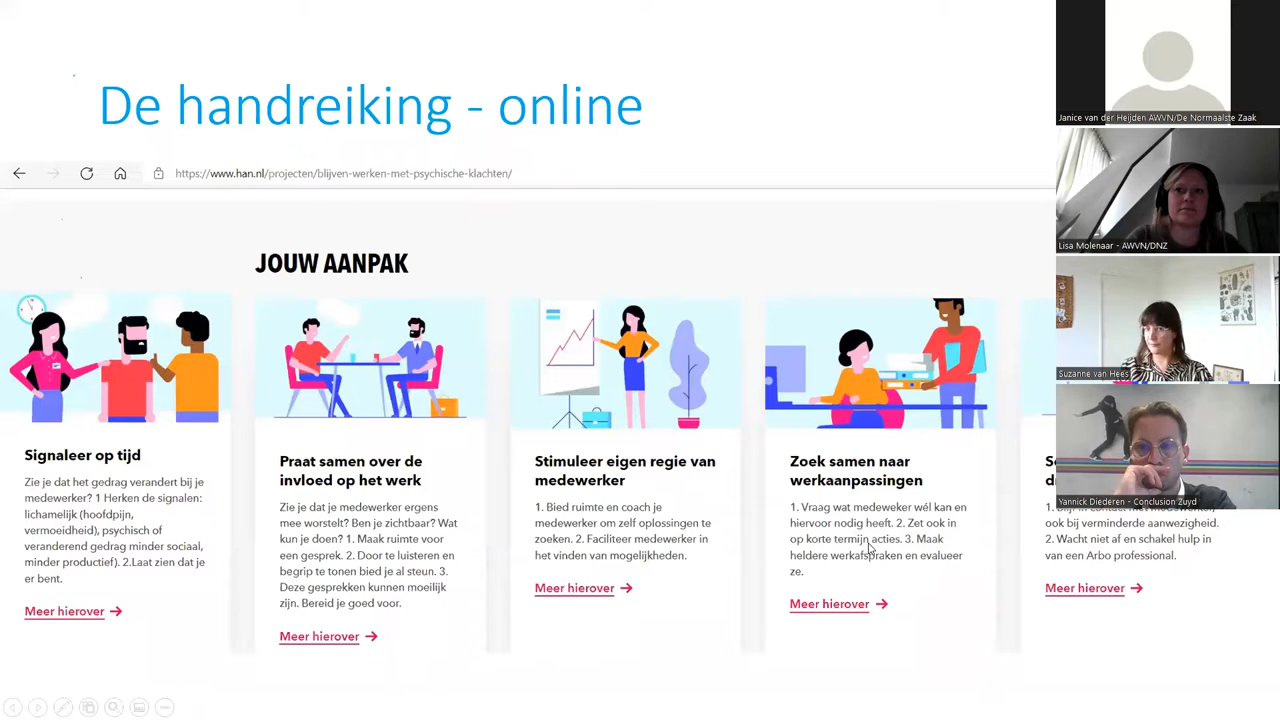 De handreiking - online
https://www.han.nl/projecten/blijven-werken-met-psychische-klachten/
JOUW AANPAK
Signaleer op tijd
Zie je dat het gedrag verandert bij je
medewerker? 1 Herken de signalen:
lichamelijk (hoofdpijn,
vermoeidheid), psychisch of
veranderend gedrag minder sociaal,
minder productief). 2.Laat zien dat je
er bent.
Meer hierover
Praat samen over de
invloed op het werk
Zie je dat je medewerker ergens
mee worstelt? Ben je zichtbaar? Wat
kun je doen? 1. Maak ruimte voor
een gesprek. 2. Door te luisteren en
begrip te tonen bied je al steun. 3.
Deze gesprekken kunnen moeilijk
zijn. Bereid je goed voor.
Meer hierover
Stimuleer eigen regie van
medewerker
1. Bied ruimte en coach je
medewerker om zelf oplossingen te
zoeken. 2. Faciliteer medewerker in
het vinden van mogelijkheden.
Meer hierover
Zoek samen naar
werkaanpassingen
1. Vraag wat medeweker wél kan en
hiervoor nodig heeft. 2. Zet ook in
op korte termijn acties. 3. Maak
heldere werkafspraken en evalueer
ze.
Meer hierover
ook bij verminderde aanwezigheid.
2. Wacht niet af en schakel hulp in
van een Arbo professional.
Meer hierover
Janice van der Heijden AWVN/De Normaalste Zaak
Lisa Molenaar - AWVN/DNZ
Suzanne van Hees
Yannick Diederen - Conclusion Zuyd